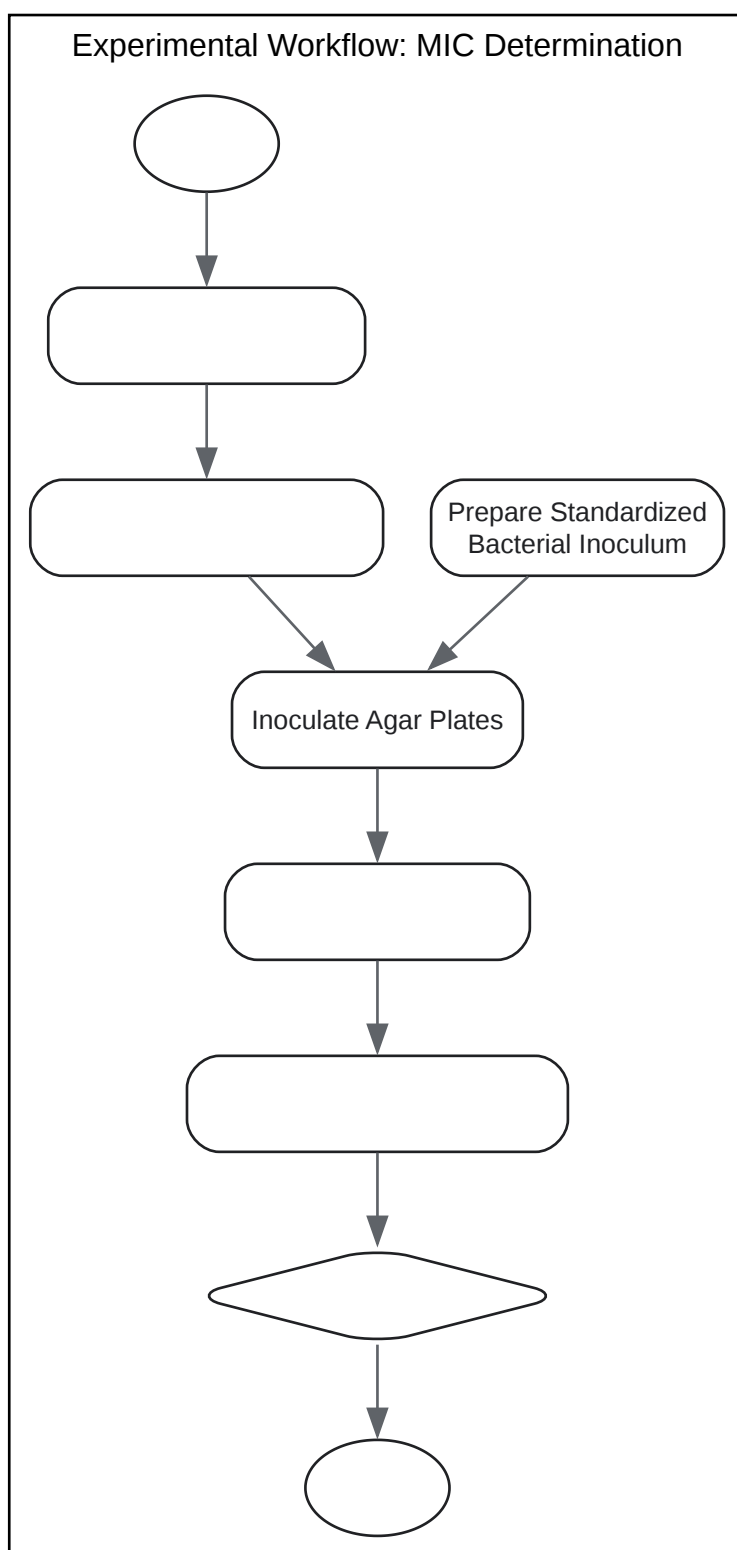 Experimental Workflow: MIC Determination
Prepare Standardized
Bacterial Inoculum
Inoculate Agar Plates